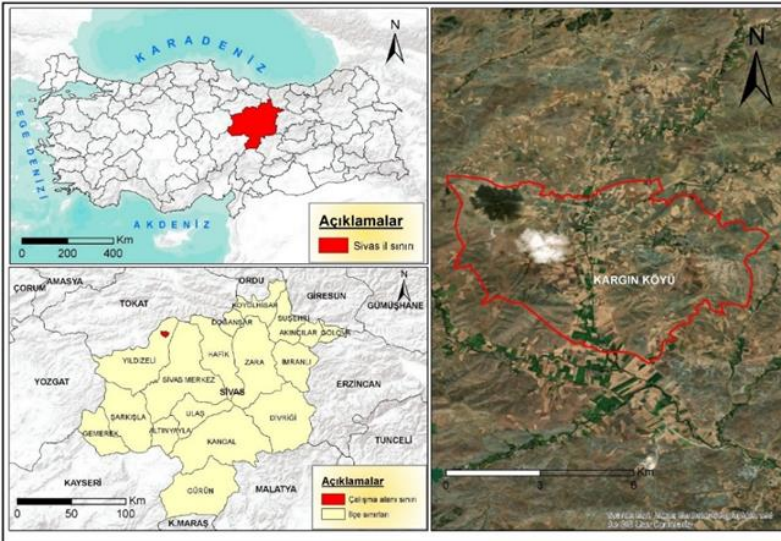 KARADENİZ
N
EGE DENİZİ
AKDENİZ
Açıklamalar
Sivas il sınırı
0 200 400 Km
AMASYA
ORDU
N
ÇORUM
TOKAT
GİRESUN
KOYULHİSAR
SUŞEHRİ
GÜMÜŞHANE
DOĞANŞAR
AKINCILAR
GÖLOVA
YILDIZELİ
HAFİK
ZARA
İMRANLI
YOZGAT
SİVAS MERKEZ
SİVAS
ERZİNCAN
ŞARKIŞLA
ULAŞ
DİVRİĞİ
GEMEREK
ALTINYAYLA
KANGAL
TUNCELİ
KAYSERİ
GÜRÜN
MALATYA
Açıklamalar
Çalışma alanı sınırı
İlçe sınırları
0 50 100 Km
K.MARAŞ
N
KARGIN KÖYÜ
0 3 6 Km